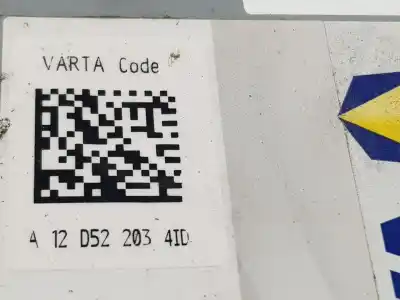 VARTA Code
A 12 D52 203 4ID